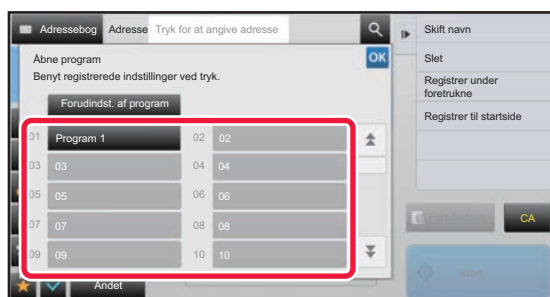 Adressebog Adresse Tryk for at angive adresse
Skift navn
Åbne program OK
Slet
Benyt registrerede indstillinger ved tryk.
Registrer under
foretrukne
Forudindst. af program
Registrer til startside
01 Program 1 02 02
03 03 04 04
05 05 06 06
07 07 08 08
CA
09 09 10 10
Start
Andet